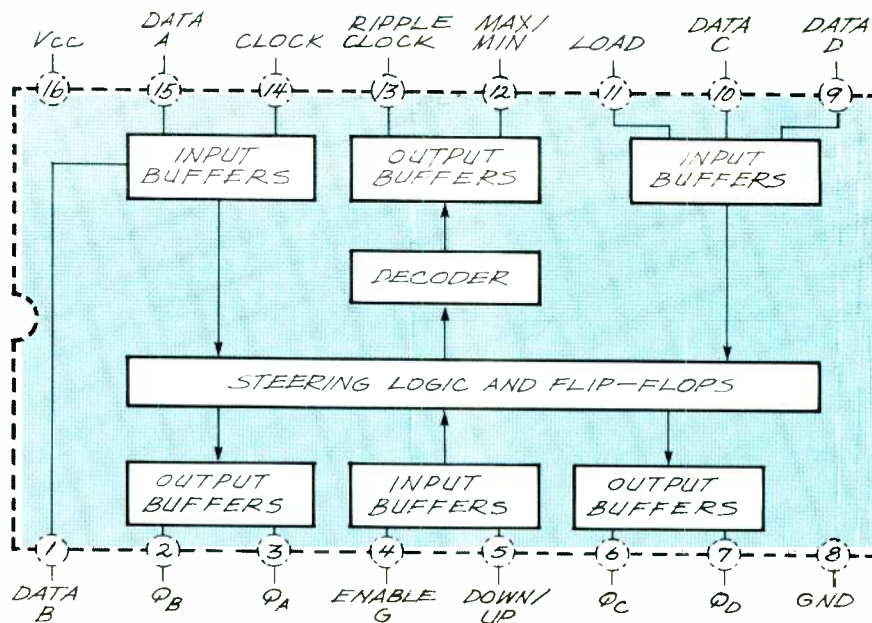 VCC
DATA
A
CLOCK
RIPPLE
CLOCK
MAX/
MIN
LOAD
DATA
C
DATA
D
16
15
14
13
12
11
10
9
INPUT
BUFFERS
OUTPUT
BUFFERS
INPUT
BUFFERS
DECODER
STEERING LOGIC AND FLIP-FLOPS
OUTPUT
BUFFERS
INPUT
BUFFERS
OUTPUT
BUFFERS
1
2
3
4
5
6
7
8
DATA
B
QB
QA
ENABLE
G
DOWN/
UP
QC
QD
GND